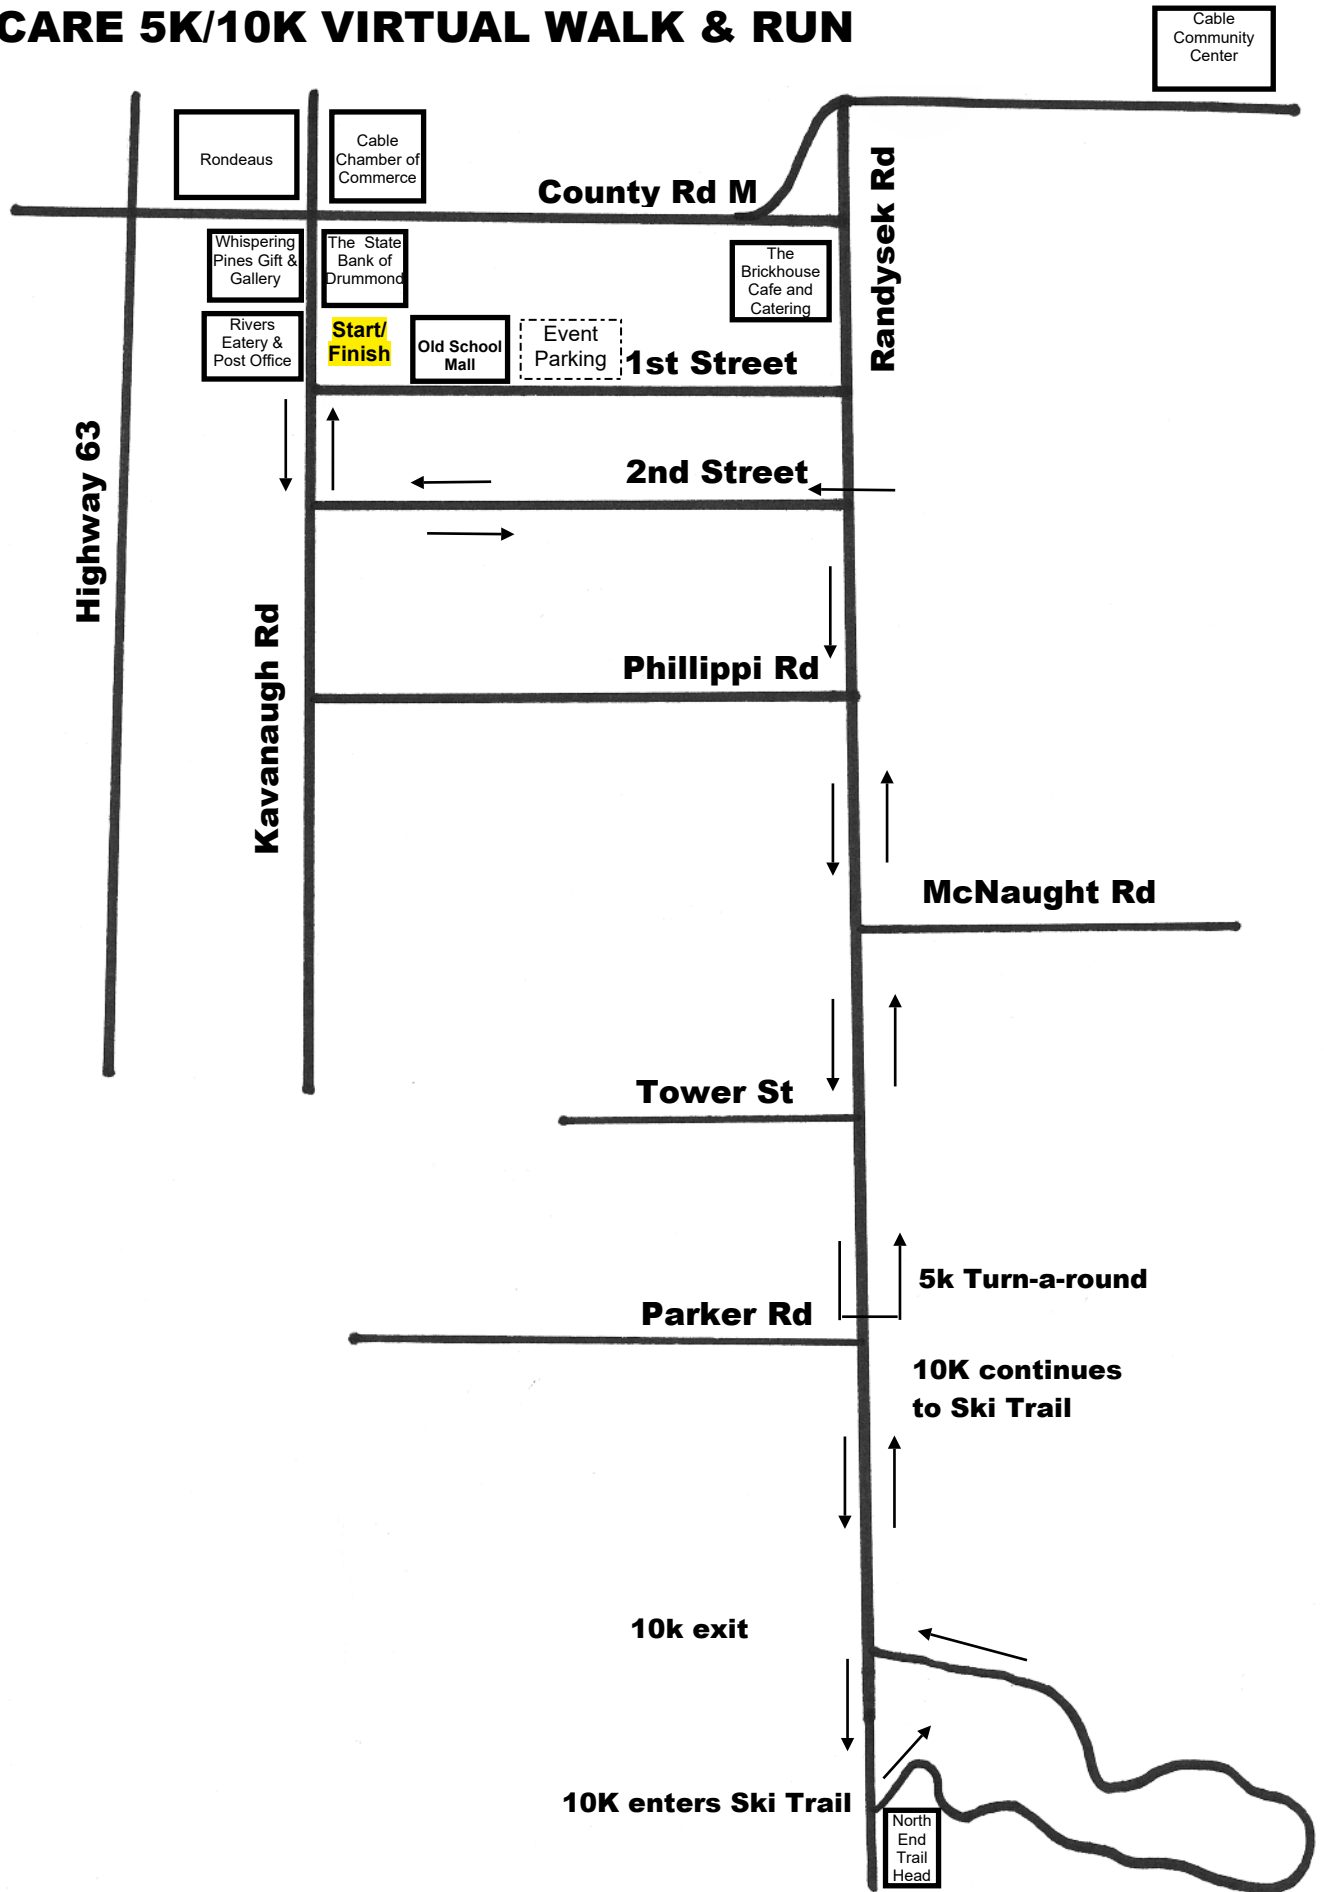 CARE 5K/10K VIRTUAL WALK & RUN
Cable
Community
Center
Rondeaus
Cable
Chamber of
Commerce
County Rd M
Randysek Rd
Whispering
Pines Gift &
Gallery
The State
Bank of
Drummond
The
Brickhouse
Cafe and
Catering
Rivers
Eatery &
Post Office
Start/
Finish
Old School
Mall
Event
Parking
1st Street
Highway 63
2nd Street
Kavanaugh Rd
Phillippi Rd
McNaught Rd
Tower St
5k Turn-a-round
Parker Rd
10K continues
to Ski Trail
10k exit
10K enters Ski Trail
North
End
Trail
Head